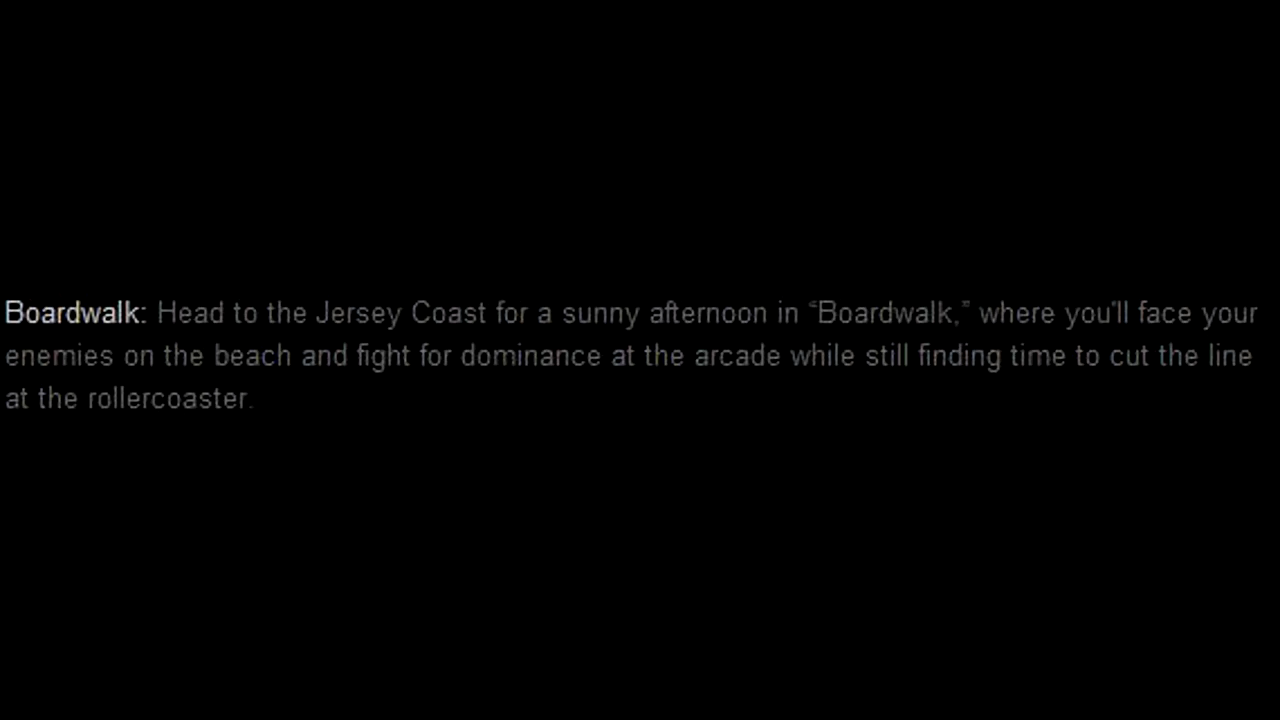 Boardwalk: Head to the Jersey Coast for a sunny afternoon in “Boardwalk,” where you'll face your
enemies on the beach and fight for dominance at the arcade while still finding time to cut the line
at the rollercoaster.